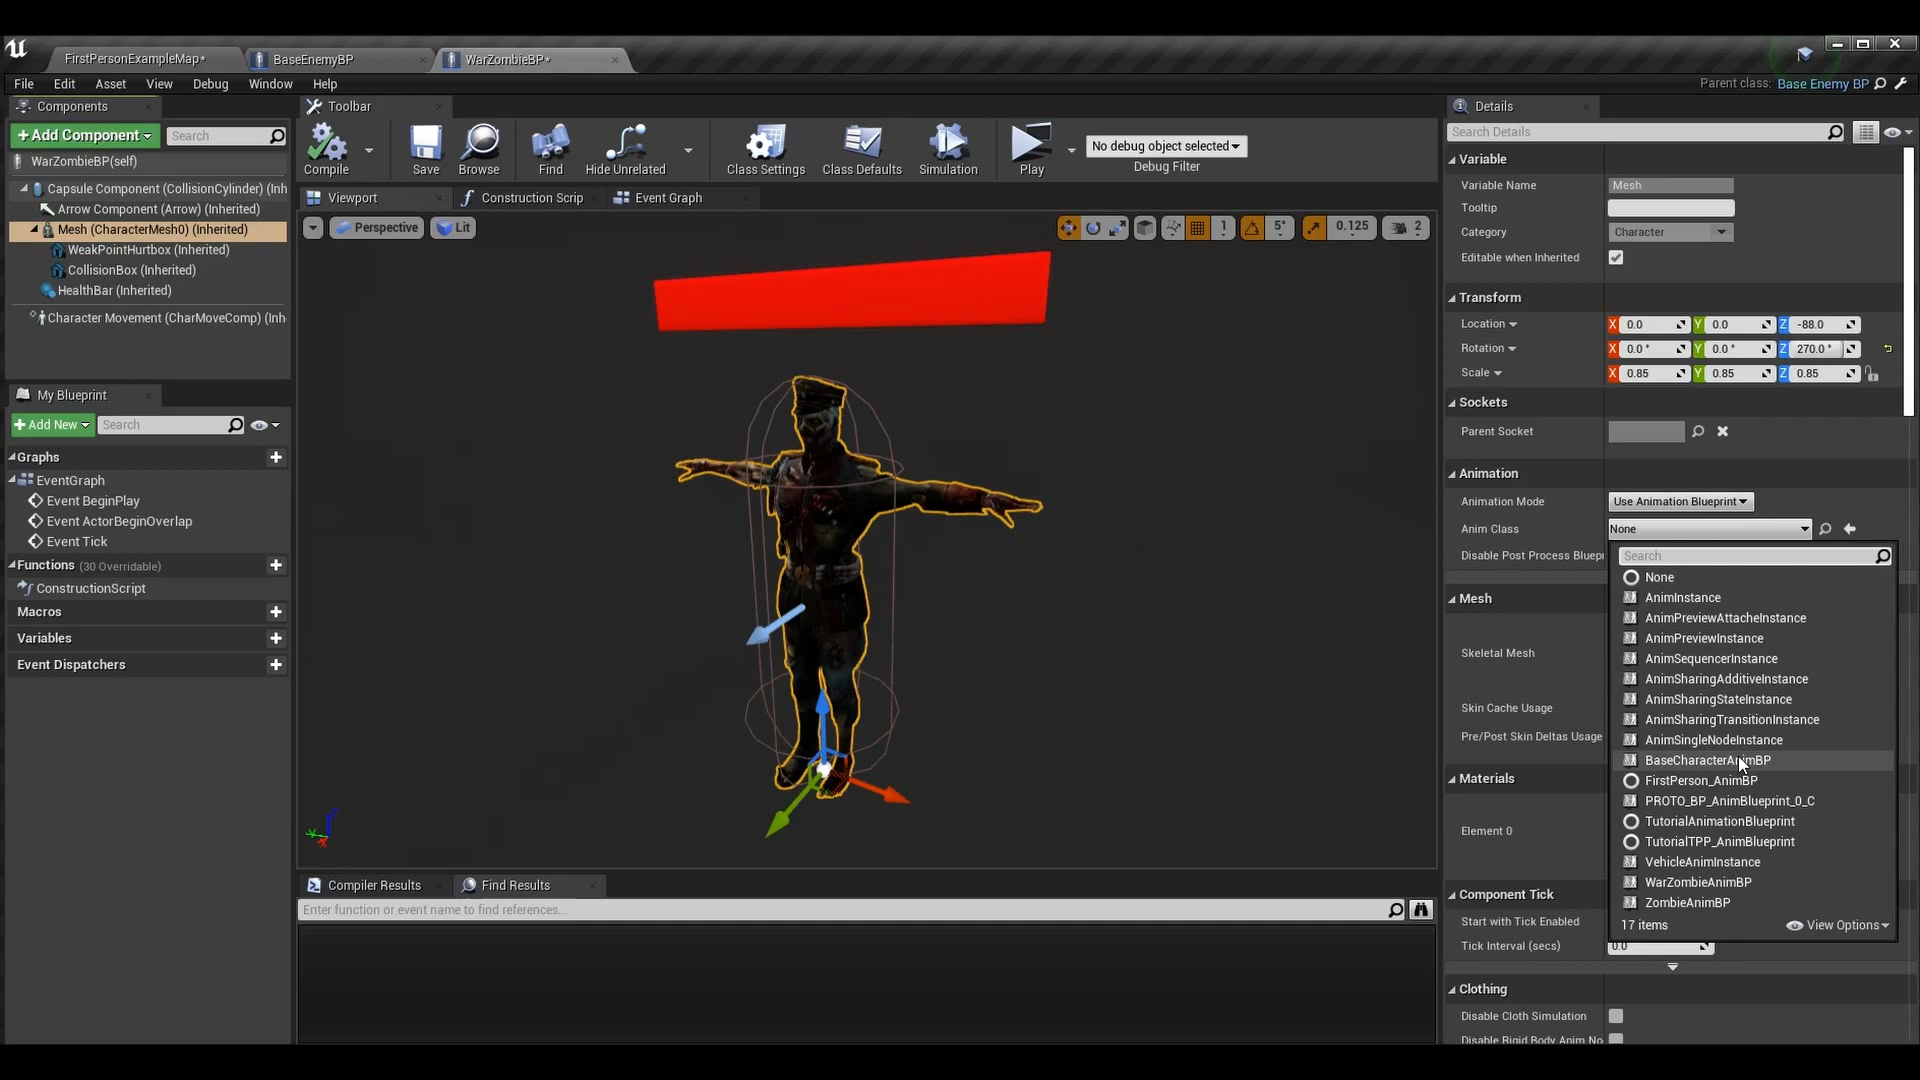 FirstPersonExampleMap*
BaseEnemyBP
WarZombieBP*
File Edit Asset View Debug Window Help
Parent class: Base Enemy BP
Components
+Add Component
Search
WarZombieBP(self)
Capsule Component (CollisionCylinder) (Inh
Arrow Component (Arrow) (Inherited)
Mesh (CharacterMesh0) (Inherited)
WeakPointHurtbox (Inherited)
CollisionBox (Inherited)
HealthBar (Inherited)
Character Movement (CharMoveComp) (Inh
My Blueprint
+Add New
Search
Graphs
EventGraph
Event BeginPlay
Event ActorBeginOverlap
Event Tick
Functions (30 Overridable)
ConstructionScript
Macros
Variables
Event Dispatchers
Toolbar
Compile
Save
Browse
Find
Hide Unrelated
Class Settings
Class Defaults
Simulation
Play
No debug object selected
Debug Filter
Viewport
Construction Scrip
Event Graph
Perspective
Lit
1
5°
0.125
2
Compiler Results
Find Results
Enter function or event name to find references...
Details
Search Details
Variable
Variable Name Mesh
Tooltip
Category Character
Editable when Inherited
Transform
Location X 0.0 Y 0.0 Z -88.0
Rotation X 0.0° Y 0.0° Z 270.0°
Scale X 0.85 Y 0.85 Z 0.85
Sockets
Parent Socket
Animation
Animation Mode Use Animation Blueprint
Anim Class None
Disable Post Process Bluepr
Search
None
AnimInstance
AnimPreviewAttacheInstance
AnimPreviewInstance
AnimSequencerInstance
AnimSharingAdditiveInstance
AnimSharingStateInstance
AnimSharingTransitionInstance
AnimSingleNodeInstance
BaseCharacterAnimBP
FirstPerson_AnimBP
PROTO_BP_AnimBlueprint_0_C
TutorialAnimationBlueprint
TutorialTPP_AnimBlueprint
VehicleAnimInstance
WarZombieAnimBP
ZombieAnimBP
17 items
View Options
Mesh
Skeletal Mesh
Skin Cache Usage
Pre/Post Skin Deltas Usage
Materials
Element 0
Component Tick
Start with Tick Enabled
Tick Interval (secs) 0.0
Clothing
Disable Cloth Simulation
Disable Rigid Body Anim No